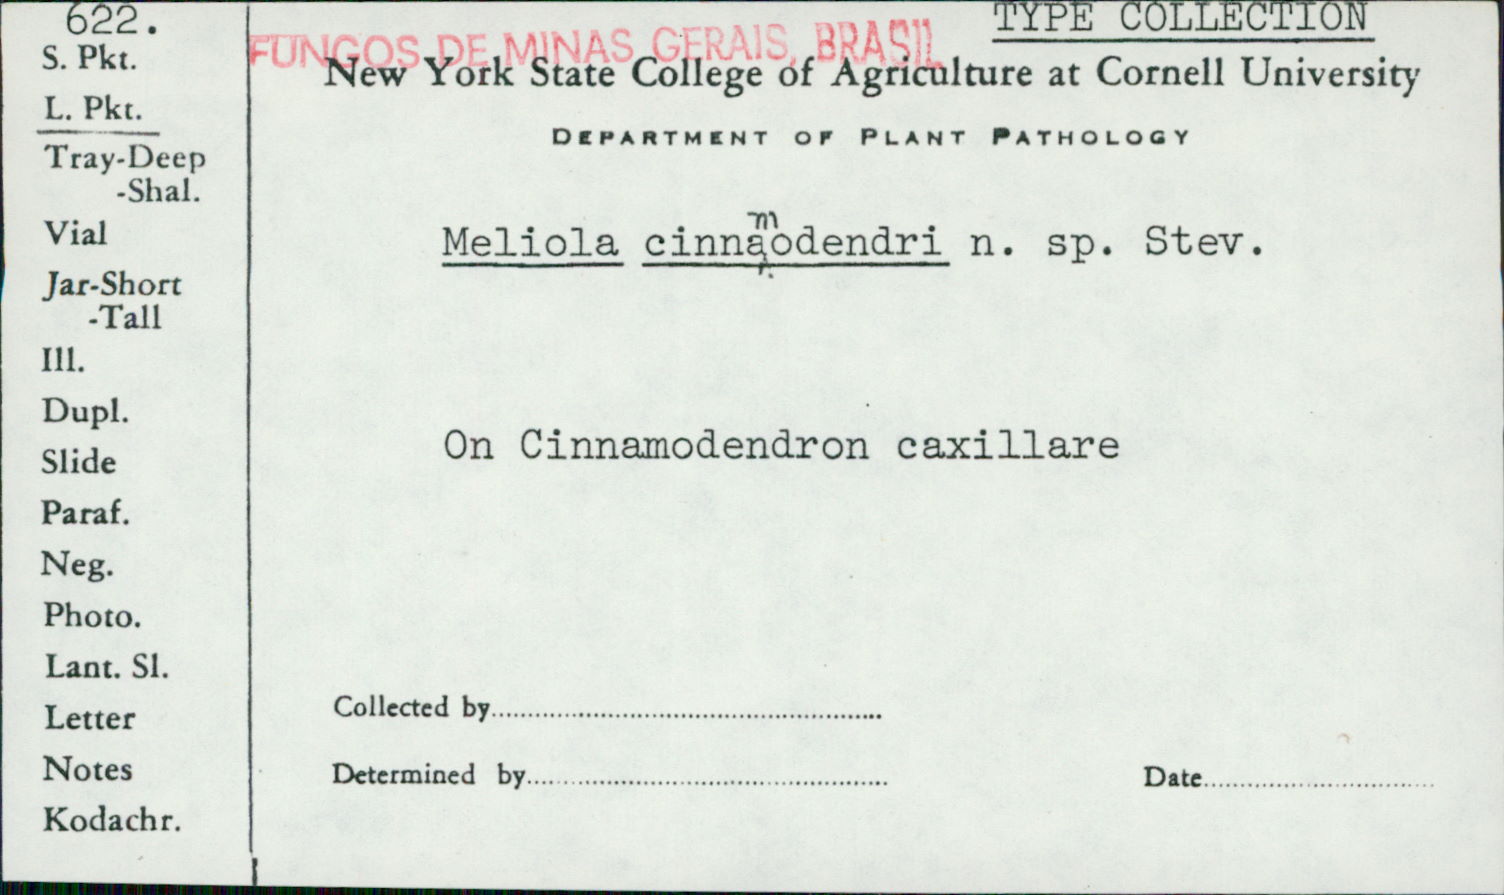 622.
S. Pkt.
L. Pkt.
Tray-Deep
-Shal.
Vial
Jar-Short
-Tall
Ill.
Dupl.
Slide
Paraf.
Neg.
Photo.
Lant. Sl.
Letter
Notes
Kodachr.
TYPE COLLECTION
FUNGOS DE MINAS GERAIS, BRASIL
New York State College of Agriculture at Cornell University
DEPARTMENT OF PLANT PATHOLOGY
Meliola cinnamodendri n. sp. Stev.
On Cinnamodendron caxillare
Collected by
Determined by
Date